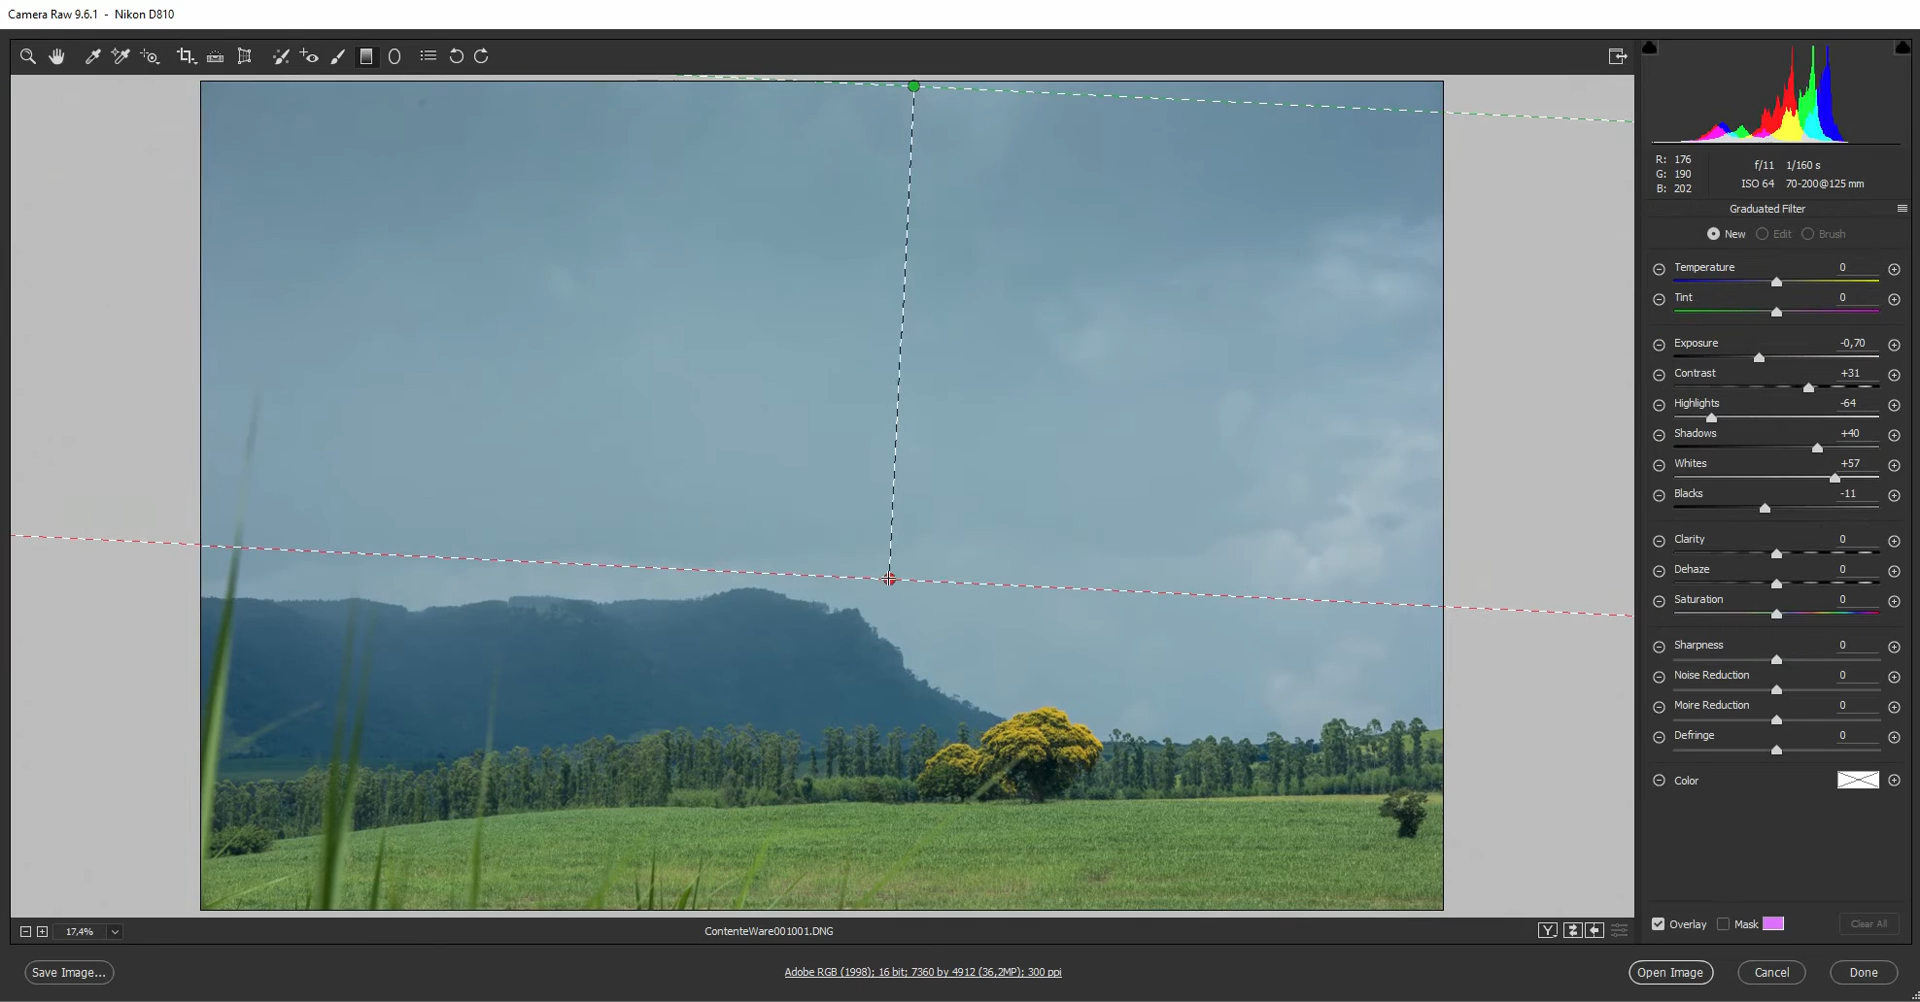 Camera Raw 9.6.1 - Nikon D810
R: 176
G: 190
B: 202
f/11 1/160 s
ISO 64 70-200@125 mm
Graduated Filter
New Edit Brush
Temperature 0
Tint 0
Exposure -0,70
Contrast +31
Highlights -64
Shadows +40
Whites +57
Blacks -11
Clarity 0
Dehaze 0
Saturation 0
Sharpness 0
Noise Reduction 0
Moire Reduction 0
Defringe 0
Color
Overlay Mask Clear All
17,4% ContenteWare001001.DNG Y
Save Image... Adobe RGB (1998); 16 bit; 7360 by 4912 (36,2MP); 300 ppi Open Image Cancel Done